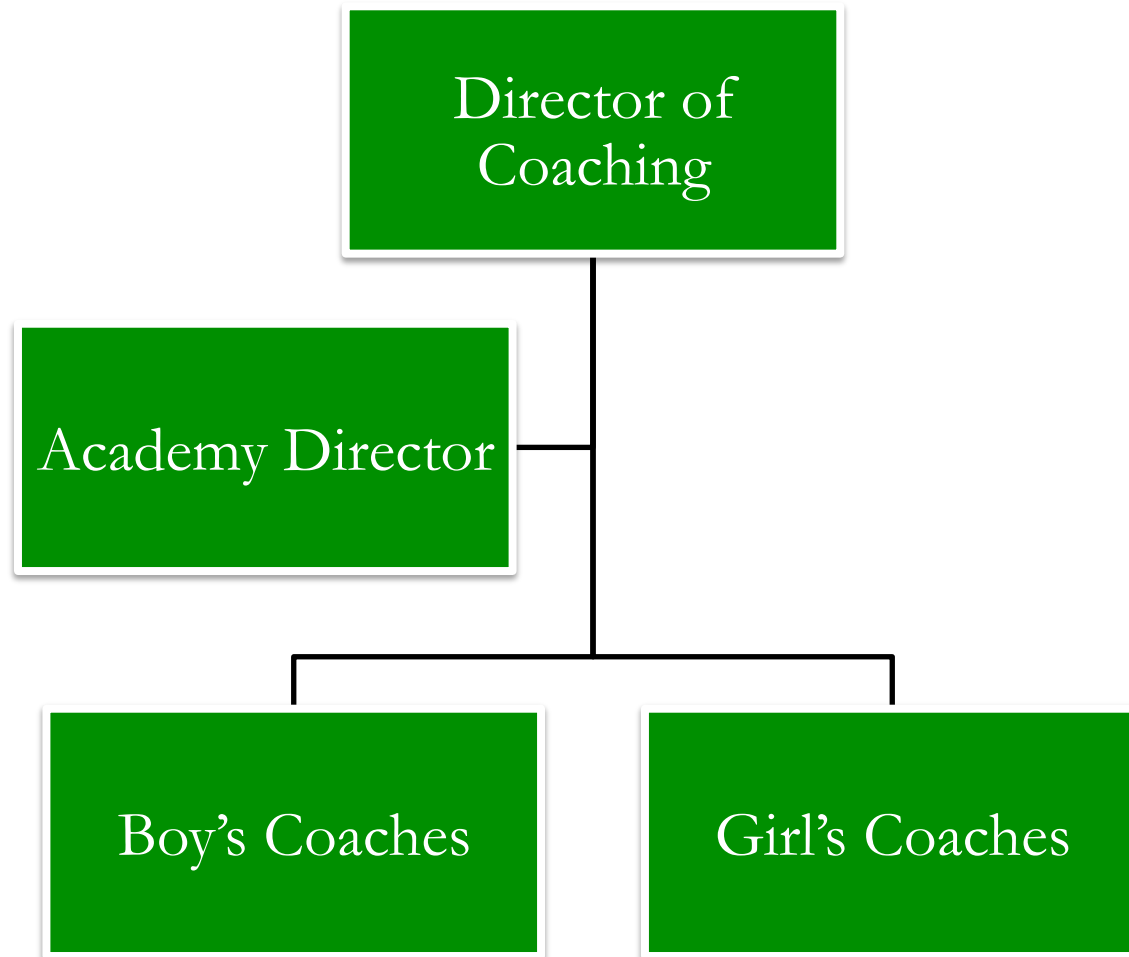 Director of
Coaching
Academy Director
Boy’s Coaches
Girl’s Coaches